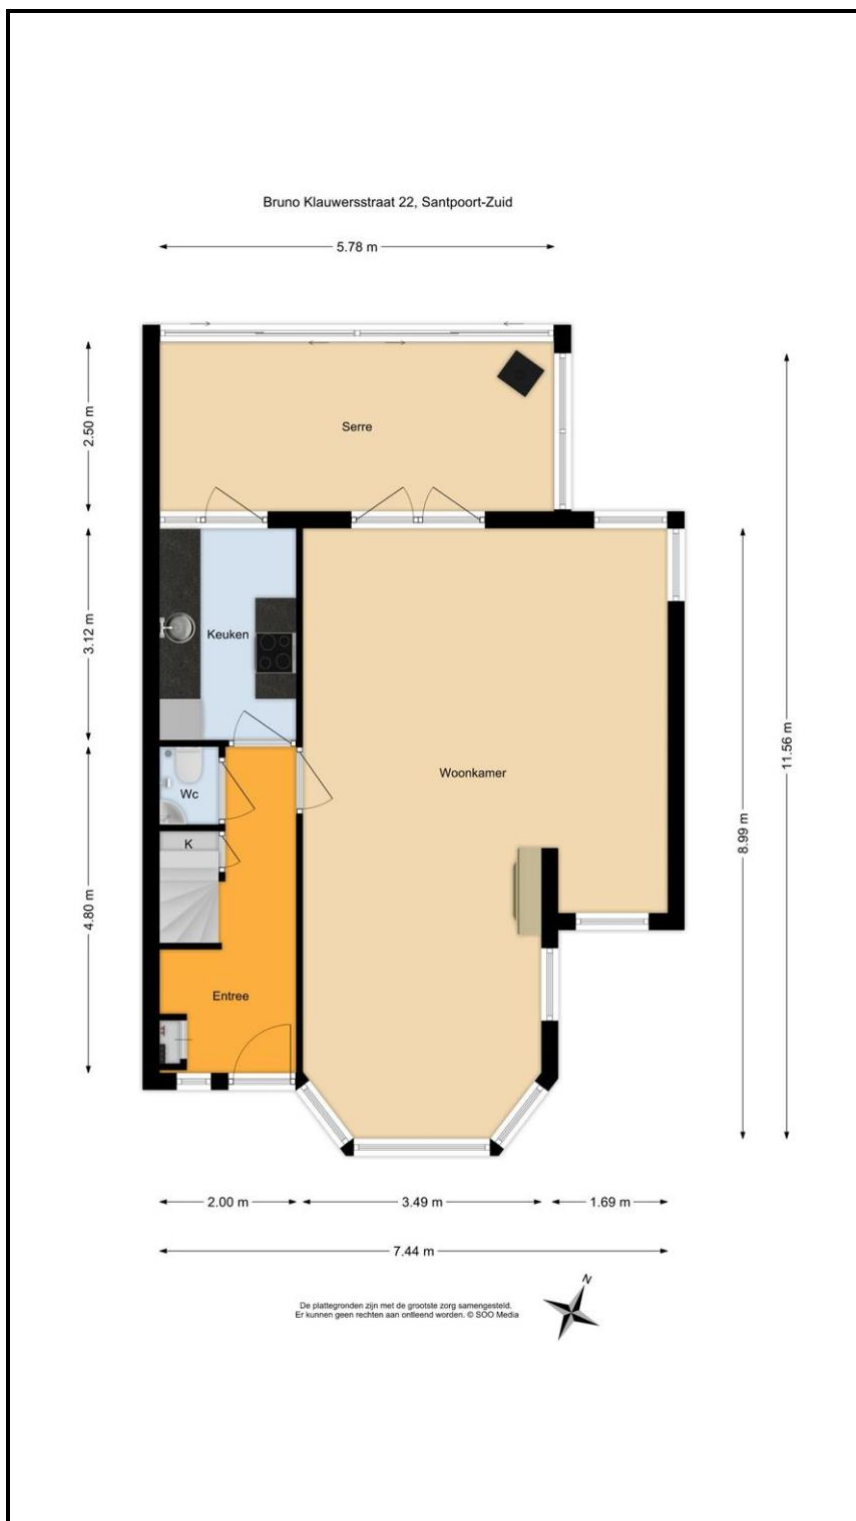 Bruno Klauwersstraat 22, Santpoort-Zuid
5.78 m
2.50 m
Serre
3.12 m
Keuken
11.56 m
Woonkamer
Wc
8.99 m
K
4.80 m
Entree
2.00 m
3.49 m
1.69 m
7.44 m
N
De plattegronden zijn met de grootste zorg samengesteld.
Er kunnen geen rechten aan ontleend worden. © SOO Media